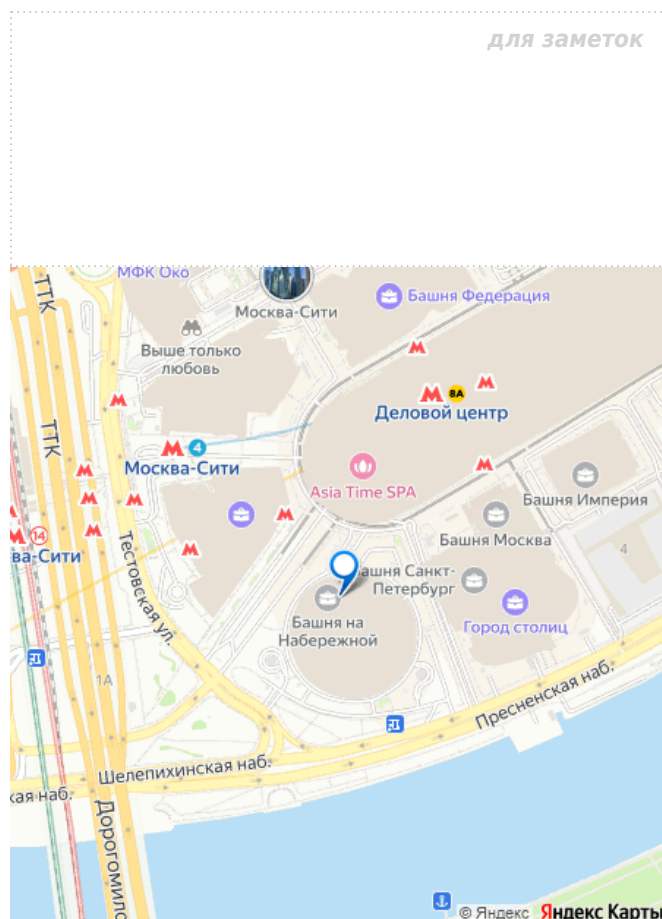 для заметок
МФК Око
ТТК
Москва-Сити
Башня Федерация
Выше только
любовь
8А
Деловой центр
ТТК
4
Москва-Сити
Asia Time SPA
Башня Империя
14
ва-Сити
Башня Москва
4
Тестовская ул.
ашня Санкт-
Петербург
Башня на
Набережной
Город столиц
1А
Пресненская наб.
Шелепихинская наб.
кая наб.
Дорогомило
© Яндекс Яндекс Карты